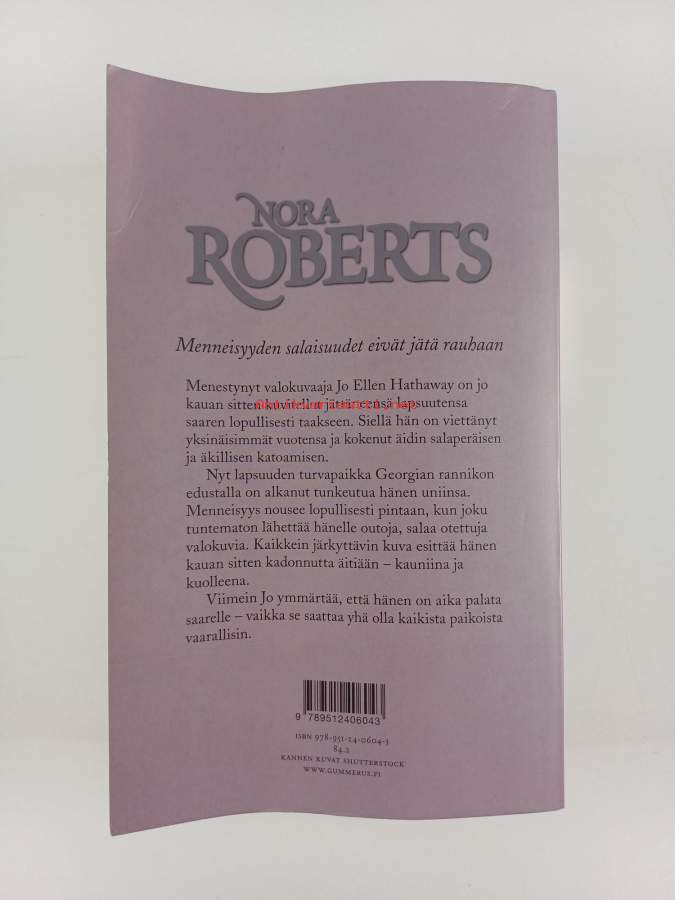 NORA
ROBERTS
Menneisyyden salaisuudet eivät jätä rauhaan
Menestynyt valokuvaaja Jo Ellen Hathaway on jo
kauan sitten kuvitellut jättäneensä lapsuutensa
saaren lopullisesti taakseen. Siellä hän on viettänyt
yksinäisimmät vuotensa ja kokenut äidin salaperäisen
ja äkillisen katoamisen.
Nyt lapsuuden turvapaikka Georgian rannikon
edustalla on alkanut tunkeutua hänen uniinsa.
Menneisyys nousee lopullisesti pintaan, kun joku
tuntematon lähettää hänelle outoja, salaa otettuja
valokuvia. Kaikkein järkyttävin kuva esittää hänen
kauan sitten kadonnutta äitiään – kauniina ja
kuolleena.
Viimein Jo ymmärtää, että hänen on aika palata
saarelle – vaikka se saattaa yhä olla kaikista paikoista
vaarallisin.
9 789512 406043
ISBN 978-951-24-0604-3
84.2
KANNEN KUVAT SHUTTERSTOCK
WWW.GUMMERUS.FI